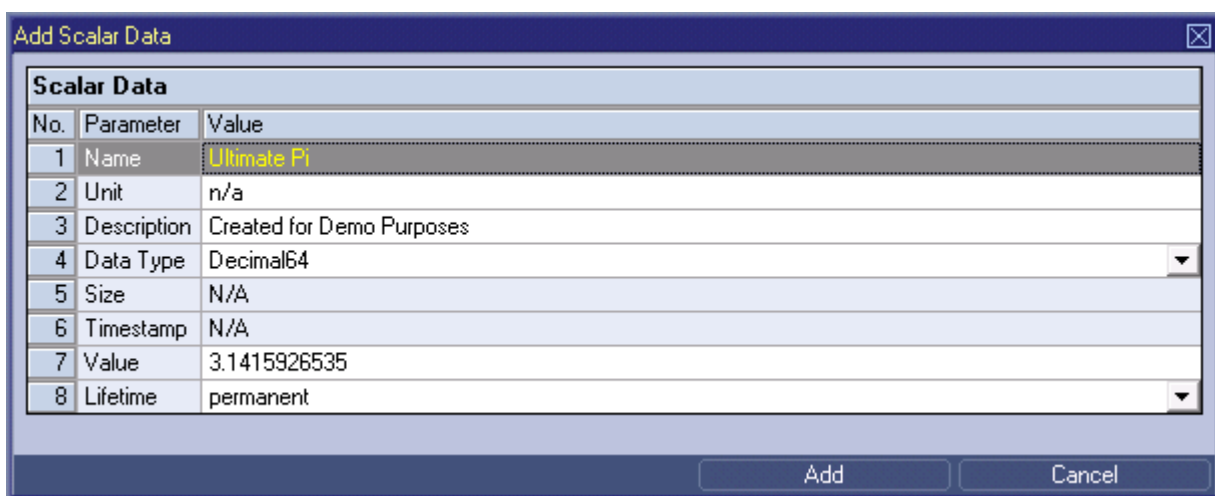 Add Scalar Data
Scalar Data
No. Parameter Value
1 Name Ultimate Pi
2 Unit n/a
3 Description Created for Demo Purposes
4 Data Type Decimal64
5 Size N/A
6 Timestamp N/A
7 Value 3.1415926535
8 Lifetime permanent
Add Cancel